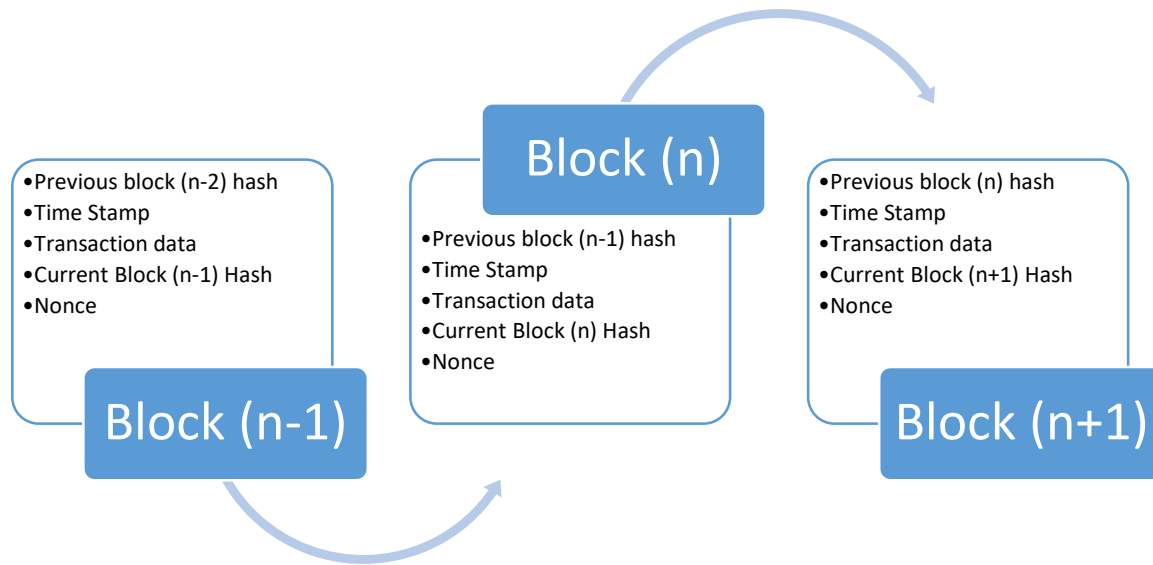 •Previous block (n-2) hash
•Time Stamp
•Transaction data
•Current Block (n-1) Hash
•Nonce
Block (n-1)
Block (n)
•Previous block (n-1) hash
•Time Stamp
•Transaction data
•Current Block (n) Hash
•Nonce
•Previous block (n) hash
•Time Stamp
•Transaction data
•Current Block (n+1) Hash
•Nonce
Block (n+1)